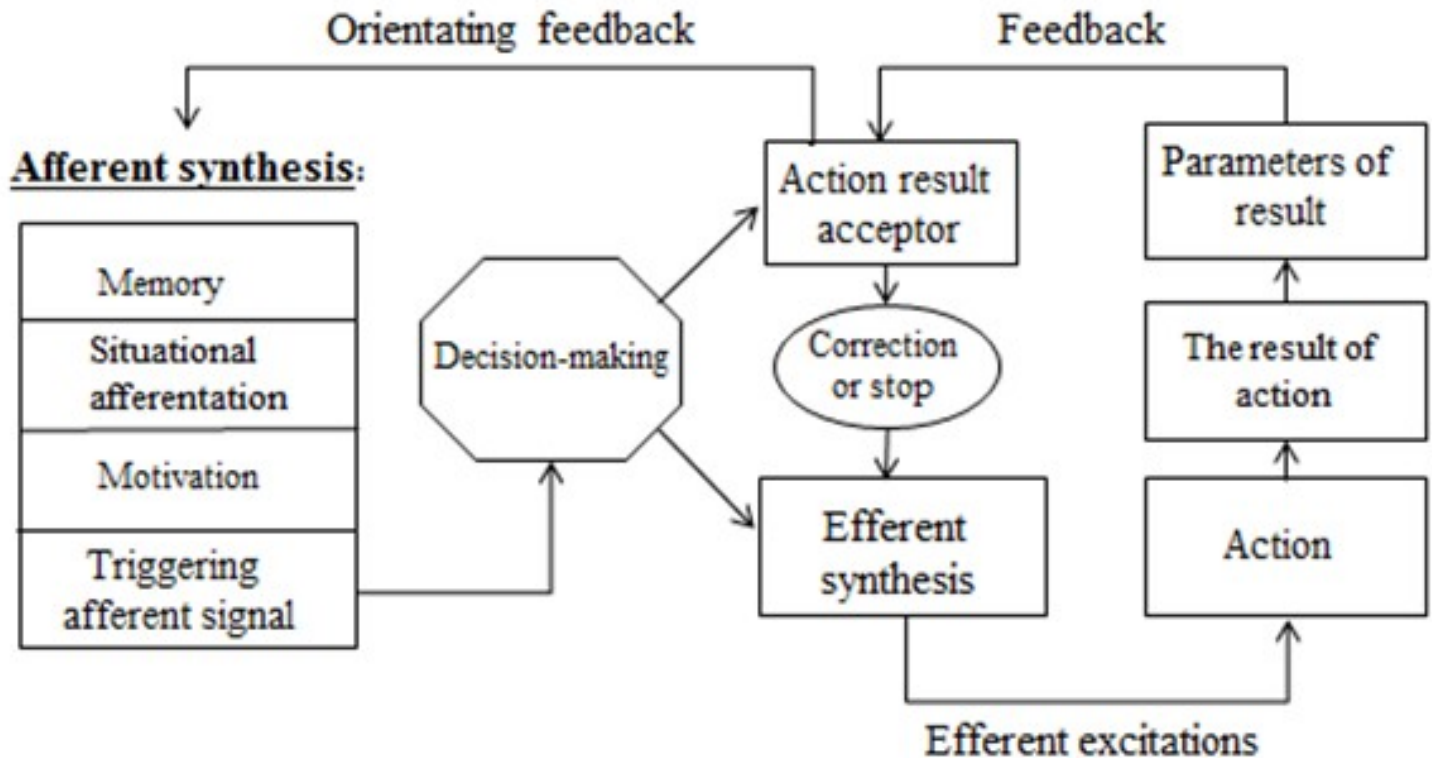 Orientating feedback
Feedback
Afferent synthesis:
Memory
Situational
afferentation
Motivation
Triggering
afferent signal
Decision-making
Action result
acceptor
Correction
or stop
Efferent
synthesis
Parameters of
result
The result of
action
Action
Efferent excitations